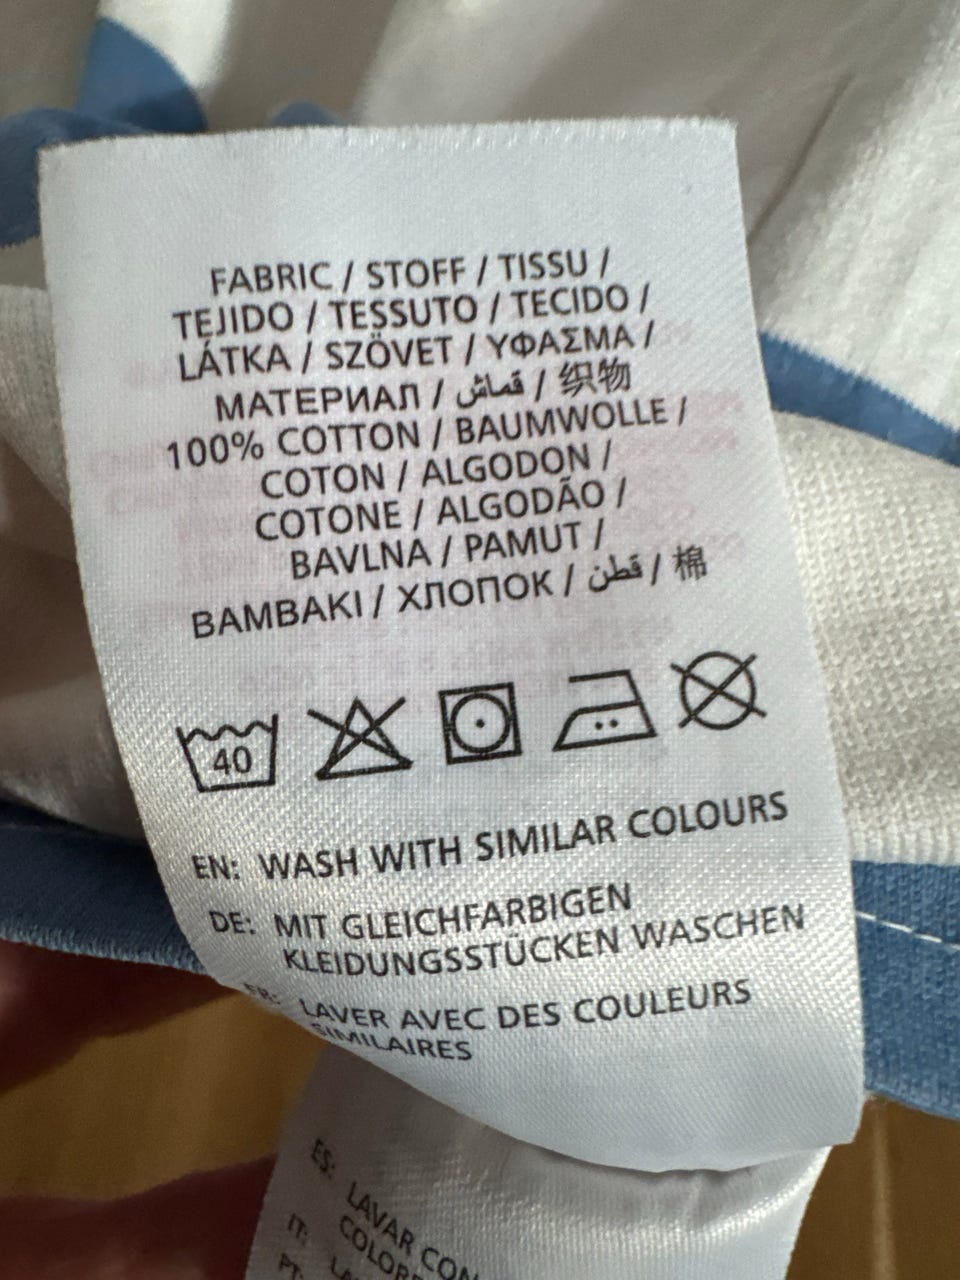 FABRIC / STOFF / TISSU /
TEJIDO / TESSUTO / TECIDO /
LÁTKA / SZÖVET / ΥΦΑΣΜΑ /
МАТЕРИАЛ / قماش / 织物
100% COTTON / BAUMWOLLE /
COTON / ALGODON /
COTONE / ALGODÃO /
BAVLNA / PAMUT /
BAMBAKI / ХЛОПОК / قطن / 棉
40
EN: WASH WITH SIMILAR COLOURS
DE: MIT GLEICHFARBIGEN
KLEIDUNGSSTÜCKEN WASCHEN
FR: LAVER AVEC DES COULEURS
SIMILAIRES
ES: LAVAR CON
IT:
PT: